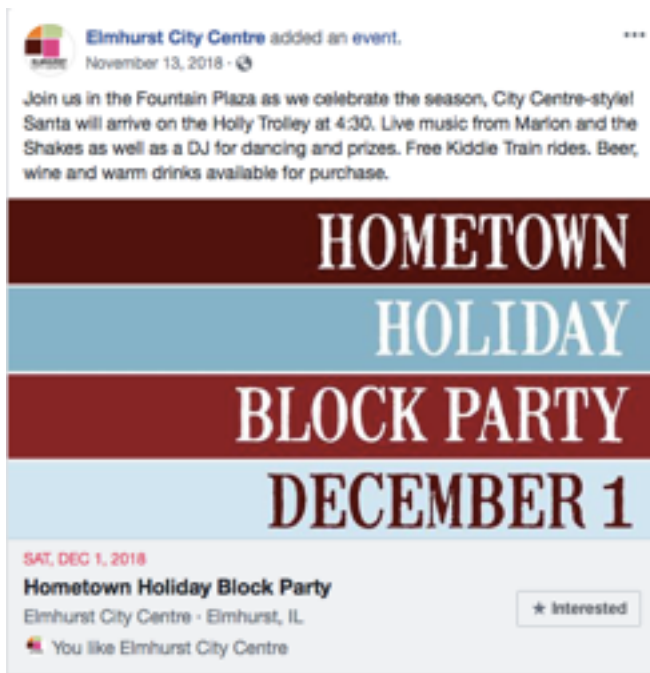 Elmhurst City Centre added an event.
November 13, 2018 ·
Join us in the Fountain Plaza as we celebrate the season, City Centre-style!
Santa will arrive on the Holly Trolley at 4:30. Live music from Marlon and the
Shakes as well as a DJ for dancing and prizes. Free Kiddie Train rides. Beer,
wine and warm drinks available for purchase.
HOMETOWN
HOLIDAY
BLOCK PARTY
DECEMBER 1
SAT, DEC 1, 2018
Hometown Holiday Block Party
Elmhurst City Centre · Elmhurst, IL
★ Interested
You like Elmhurst City Centre